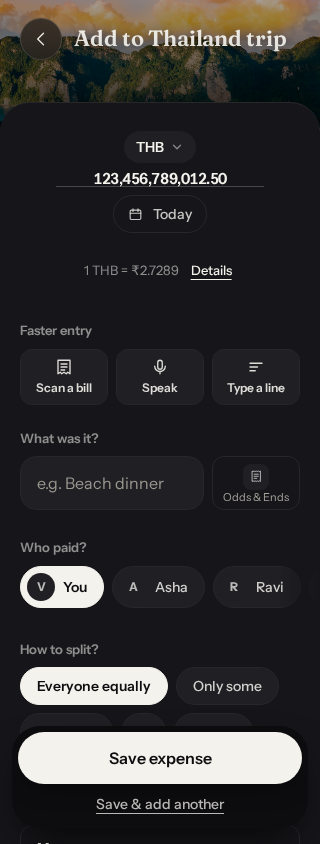 Add to Thailand trip
THB
123,456,789,012.50
Today
1 THB = ₹2.7289 Details
Faster entry
Scan a bill Speak Type a line
What was it?
e.g. Beach dinner
Odds & Ends
Who paid?
V You A Asha R Ravi
How to split?
Everyone equally Only some
Save expense
Save & add another